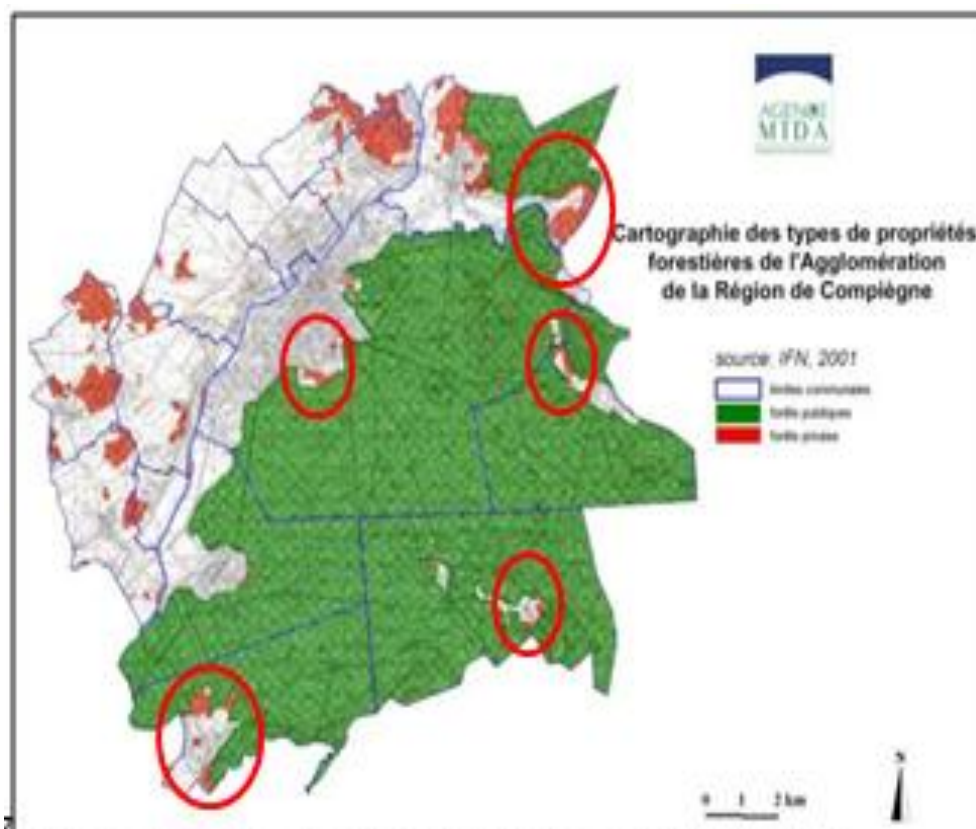 AGENCE
MTDA
Cartographie des types de propriétés
forestières de l'Agglomération
de la Région de Compiègne
source IFN, 2001
limites communales
forêts publiques
forêts privées
N
0 1 2 km